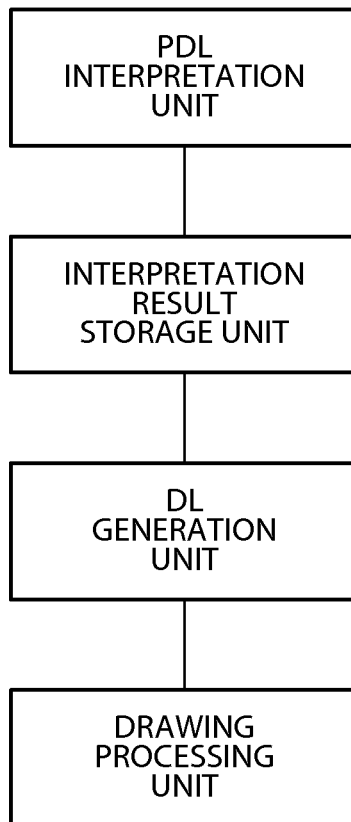 PDL
INTERPRETATION
UNIT
INTERPRETATION
RESULT
STORAGE UNIT
DL
GENERATION
UNIT
DRAWING
PROCESSING
UNIT